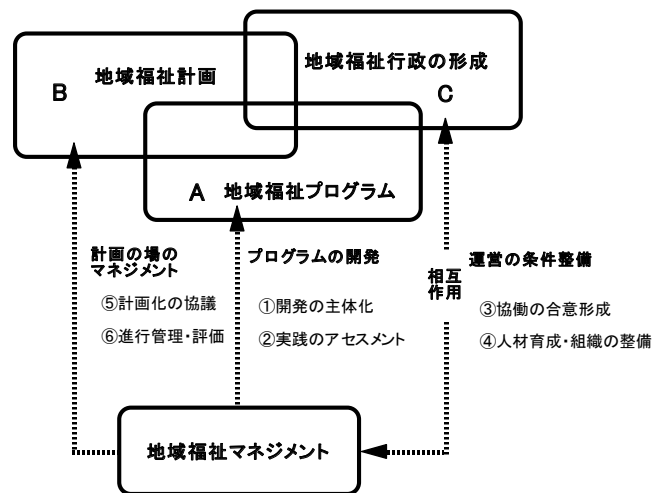 地域福祉計画
B
地域福祉行政の形成
C
A 地域福祉プログラム
計画の場の
マネジメント
⑤計画化の協議
⑥進行管理・評価
プログラムの開発
①開発の主体化
②実践のアセスメント
相互
作用
運営の条件整備
③協働の合意形成
④人材育成・組織の整備
地域福祉マネジメント